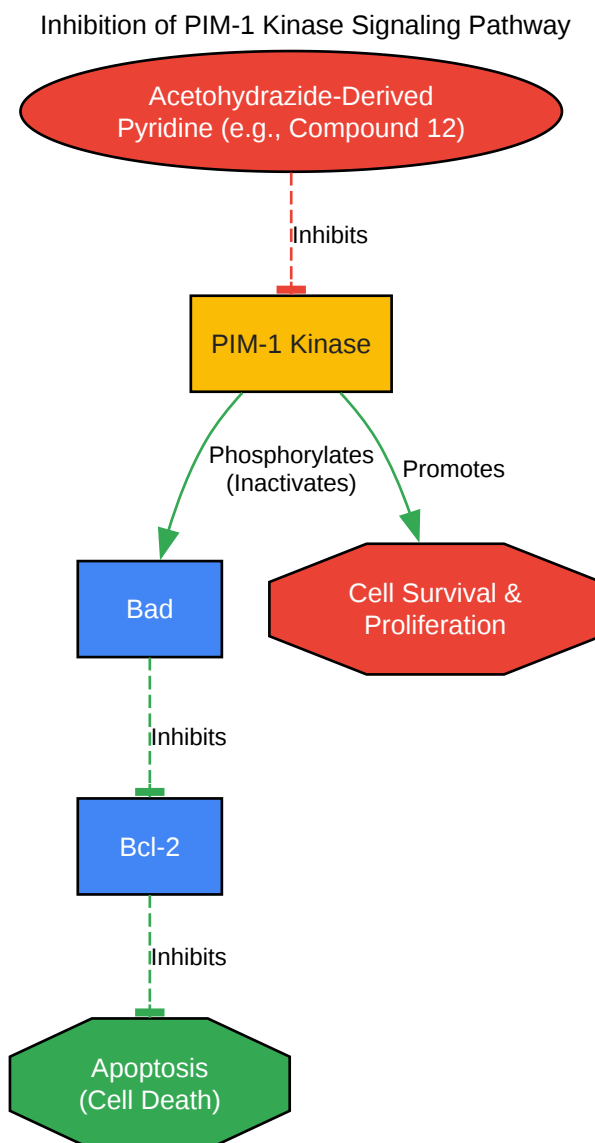 Inhibition of PIM-1 Kinase Signaling Pathway
Acetohydrazide-Derived
Pyridine (e.g., Compound 12)
Inhibits
PIM-1 Kinase
Phosphorylates
(Inactivates)
Promotes
Bad
Cell Survival &
Proliferation
Inhibits
Bcl-2
Inhibits
Apoptosis
(Cell Death)